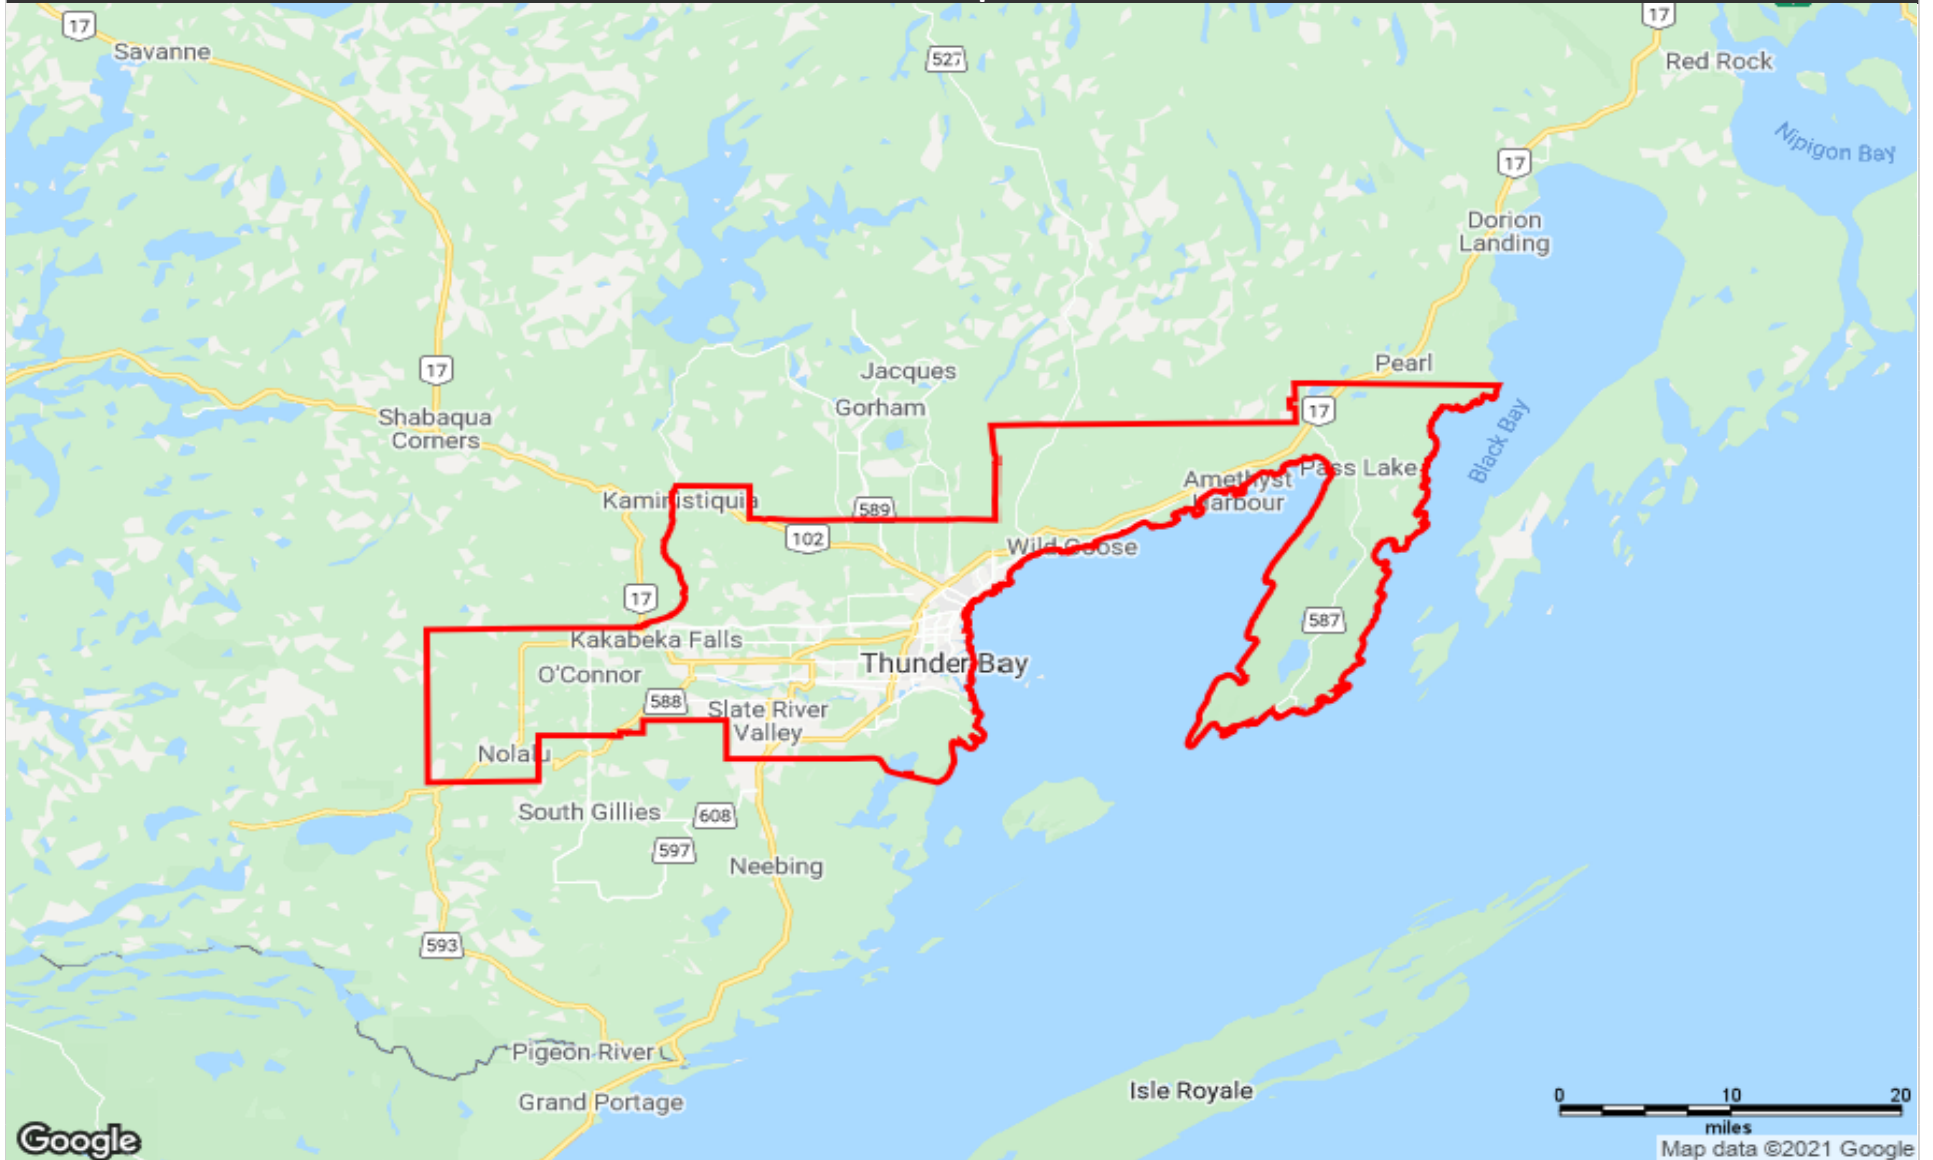 17
Savanne
527
17
Red Rock
Nipigon Bay
17
Dorion
Landing
17
Jacques
Pearl
Gorham
Shabaqua
Corners
17
Black Bay
Pass Lake
Amethyst
Harbour
Kaministiquia
589
102
Wild Goose
17
587
Kakabeka Falls
O'Connor
Thunder Bay
588
Slate River
Valley
Nolalu
South Gillies
608
597
Neebing
593
Pigeon River
Grand Portage
Isle Royale
0 10 20
miles
Google
Map data ©2021 Google